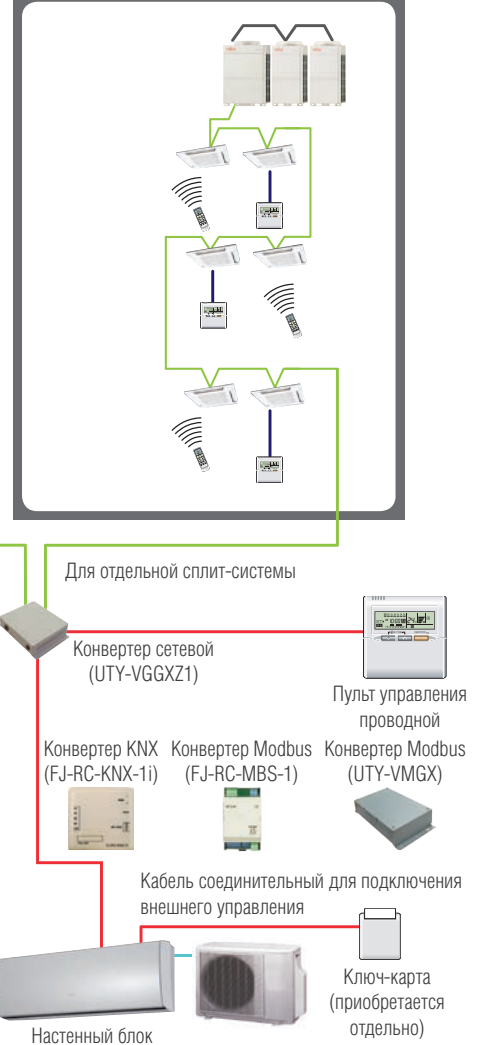 Для отдельной сплит-системы
Конвертер сетевой
(UTY-VGGXZ1)
Пульт управления
проводной
Конвертер KNX
(FJ-RC-KNX-1i)
Конвертер Modbus
(FJ-RC-MBS-1)
Конвертер Modbus
(UTY-VMGX)
Кабель соединительный для подключения
внешнего управления
Ключ-карта
(приобретается
отдельно)
Настенный блок